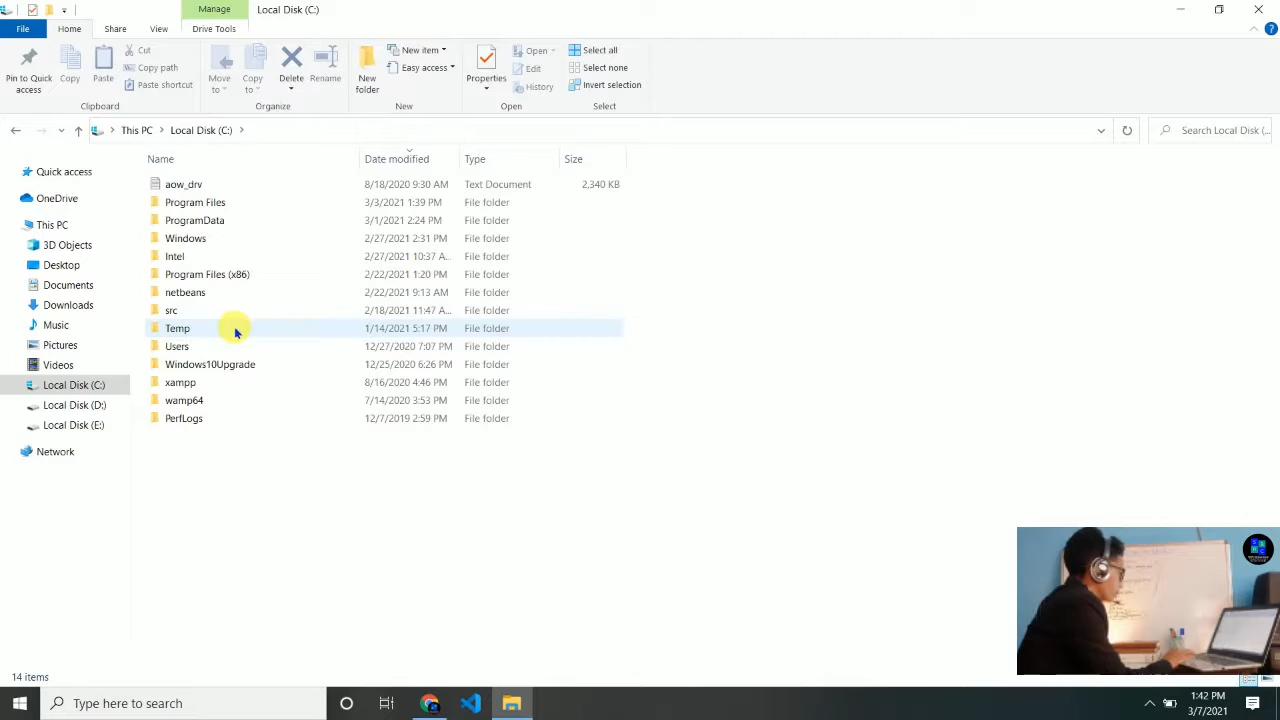 Manage
Local Disk (C:)
File
Home
Share
View
Drive Tools
Pin to Quick access
Copy
Paste
Cut
Copy path
Paste shortcut
Move to
Copy to
Delete
Rename
New folder
New item
Easy access
Properties
Open
Edit
History
Select all
Select none
Invert selection
Clipboard
Organize
New
Open
Select
This PC
Local Disk (C:)
Search Local Disk (...
Name
Date modified
Type
Size
Quick access
OneDrive
This PC
3D Objects
Desktop
Documents
Downloads
Music
Pictures
Videos
Local Disk (C:)
Local Disk (D:)
Local Disk (E:)
Network
aow_drv 8/18/2020 9:30 AM Text Document 2,340 KB
Program Files 3/3/2021 1:39 PM File folder
ProgramData 3/1/2021 2:24 PM File folder
Windows 2/27/2021 2:31 PM File folder
Intel 2/27/2021 10:37 A... File folder
Program Files (x86) 2/22/2021 1:20 PM File folder
netbeans 2/22/2021 9:13 AM File folder
src 2/18/2021 11:47 A... File folder
Temp 1/14/2021 5:17 PM File folder
Users 12/27/2020 7:07 PM File folder
Windows10Upgrade 12/25/2020 6:26 PM File folder
xampp 8/16/2020 4:46 PM File folder
wamp64 7/14/2020 3:53 PM File folder
PerfLogs 12/7/2019 2:59 PM File folder
14 items
Type here to search
1:42 PM
3/7/2021